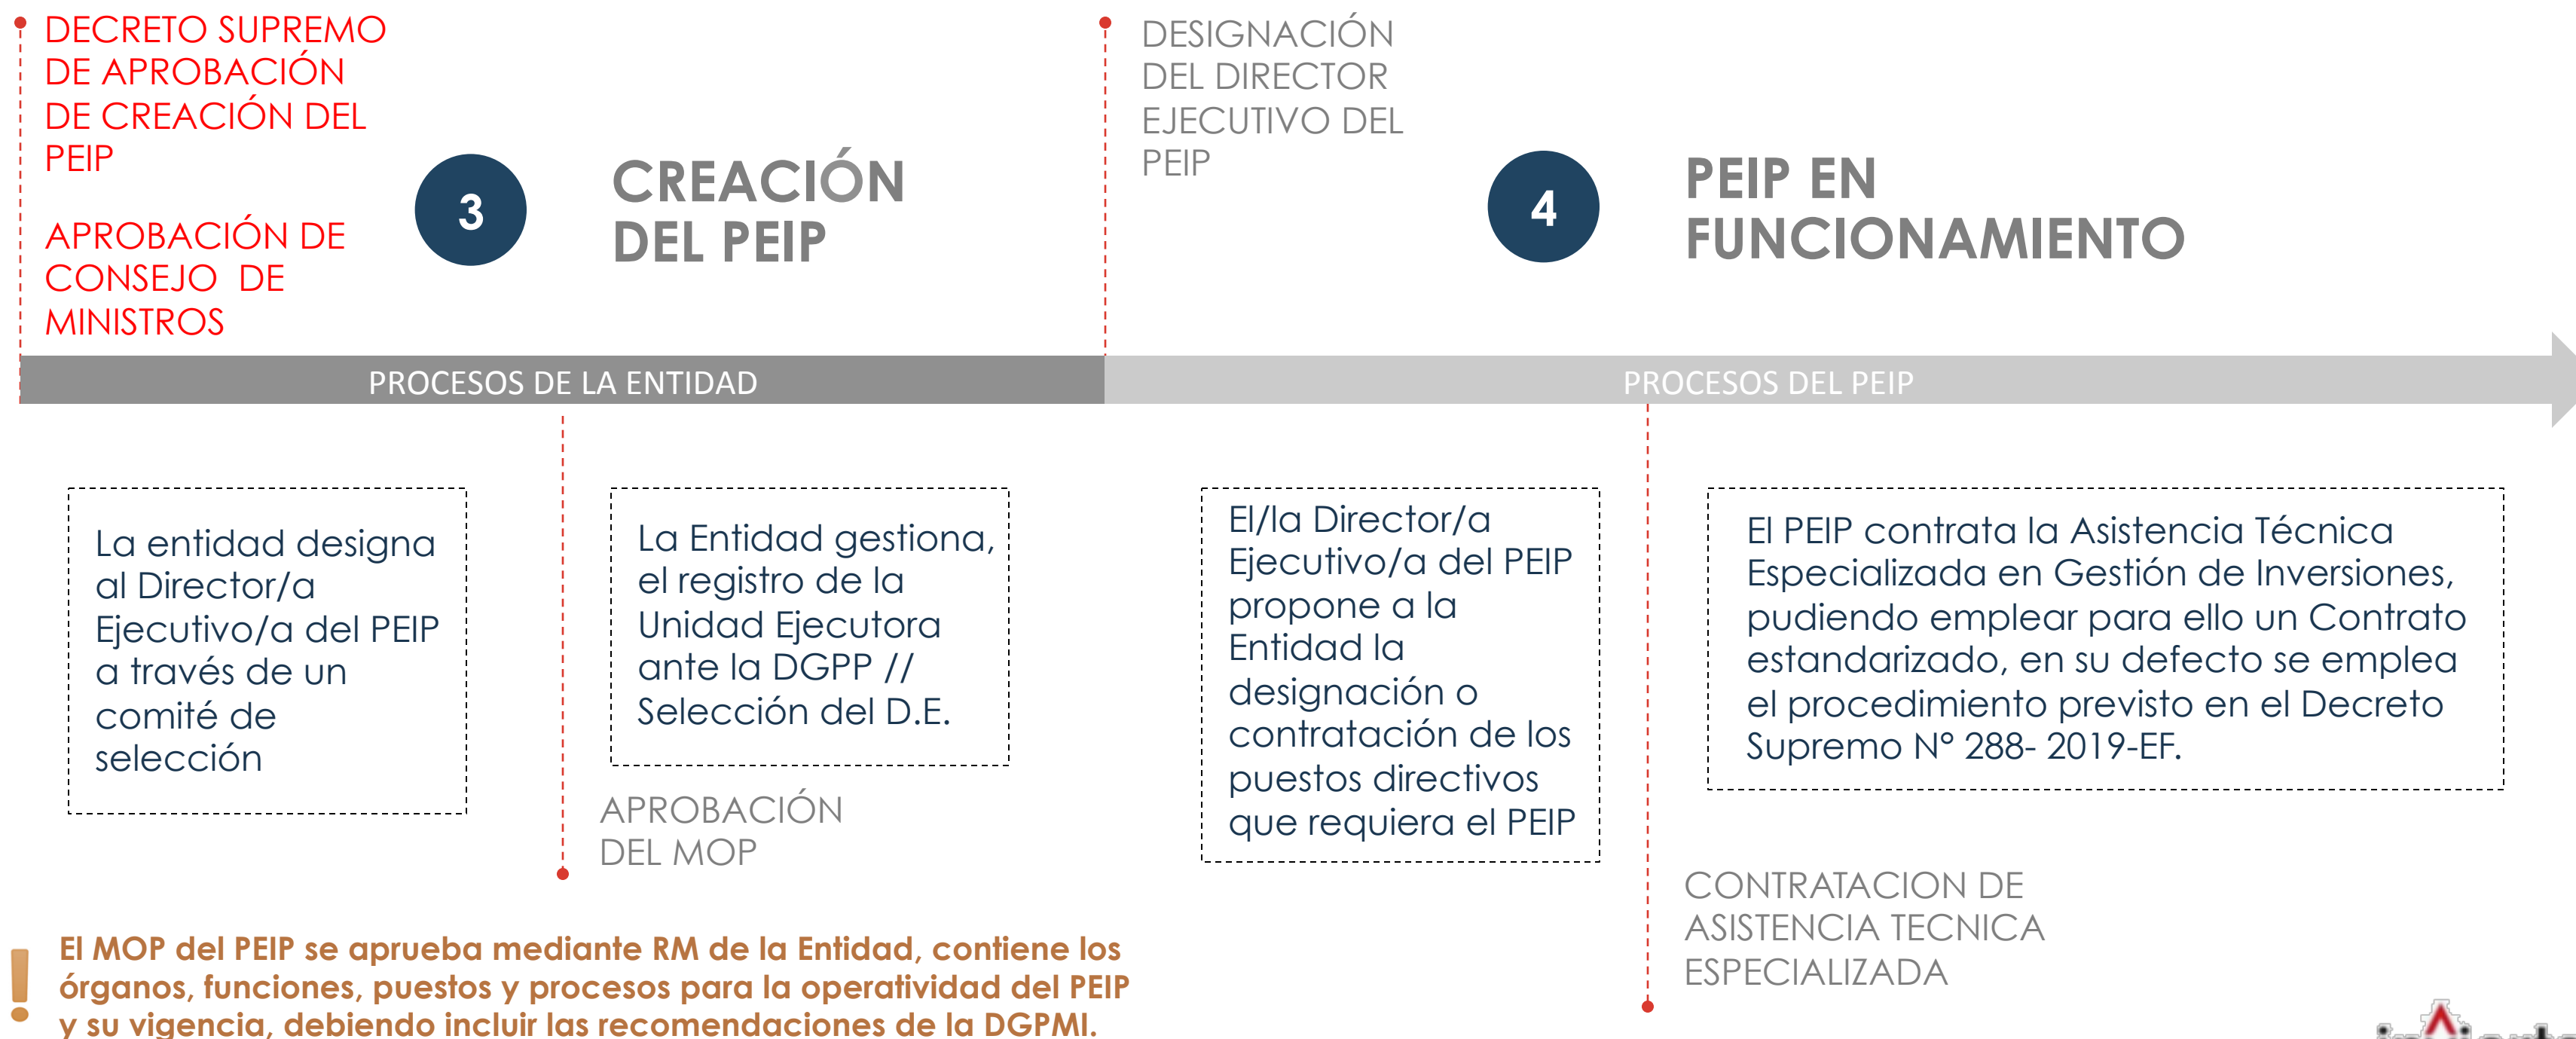 DECRETO SUPREMO
DE APROBACIÓN
DE CREACIÓN DEL
PEIP
APROBACIÓN DE
CONSEJO DE
MINISTROS
3
CREACIÓN
DEL PEIP
DESIGNACIÓN
DEL DIRECTOR
EJECUTIVO DEL
PEIP
4
PEIP EN
FUNCIONAMIENTO
PROCESOS DE LA ENTIDAD
PROCESOS DEL PEIP
La entidad designa
al Director/a
Ejecutivo/a del PEIP
a través de un
comité de
selección
La Entidad gestiona,
el registro de la
Unidad Ejecutora
ante la DGPP //
Selección del D.E.
APROBACIÓN
DEL MOP
El/la Director/a
Ejecutivo/a del PEIP
propone a la
Entidad la
designación o
contratación de los
puestos directivos
que requiera el PEIP
El PEIP contrata la Asistencia Técnica
Especializada en Gestión de Inversiones,
pudiendo emplear para ello un Contrato
estandarizado, en su defecto se emplea
el procedimiento previsto en el Decreto
Supremo N° 288- 2019-EF.
CONTRATACION DE
ASISTENCIA TECNICA
ESPECIALIZADA
! El MOP del PEIP se aprueba mediante RM de la Entidad, contiene los
órganos, funciones, puestos y procesos para la operatividad del PEIP
y su vigencia, debiendo incluir las recomendaciones de la DGPMI.